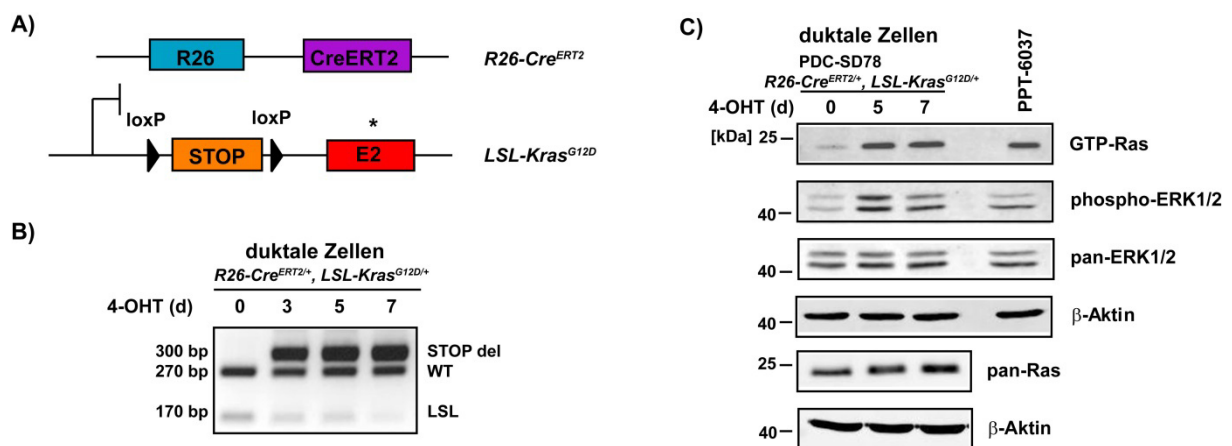 A)
R26 CreERT2 R26-CreERT2
loxP loxP
*
STOP E2 LSL-KrasG12D
B)
duktale Zellen
R26-CreERT2/+, LSL-KrasG12D/+
4-OHT (d) 0 3 5 7
300 bp STOP del
270 bp WT
170 bp LSL
C)
duktale Zellen
PDC-SD78
R26-CreERT2/+, LSL-KrasG12D/+
PPT-6037
4-OHT (d) 0 5 7
[kDa] 25 GTP-Ras
phospho-ERK1/2
40
pan-ERK1/2
40
β-Aktin
40
25 pan-Ras
β-Aktin
40